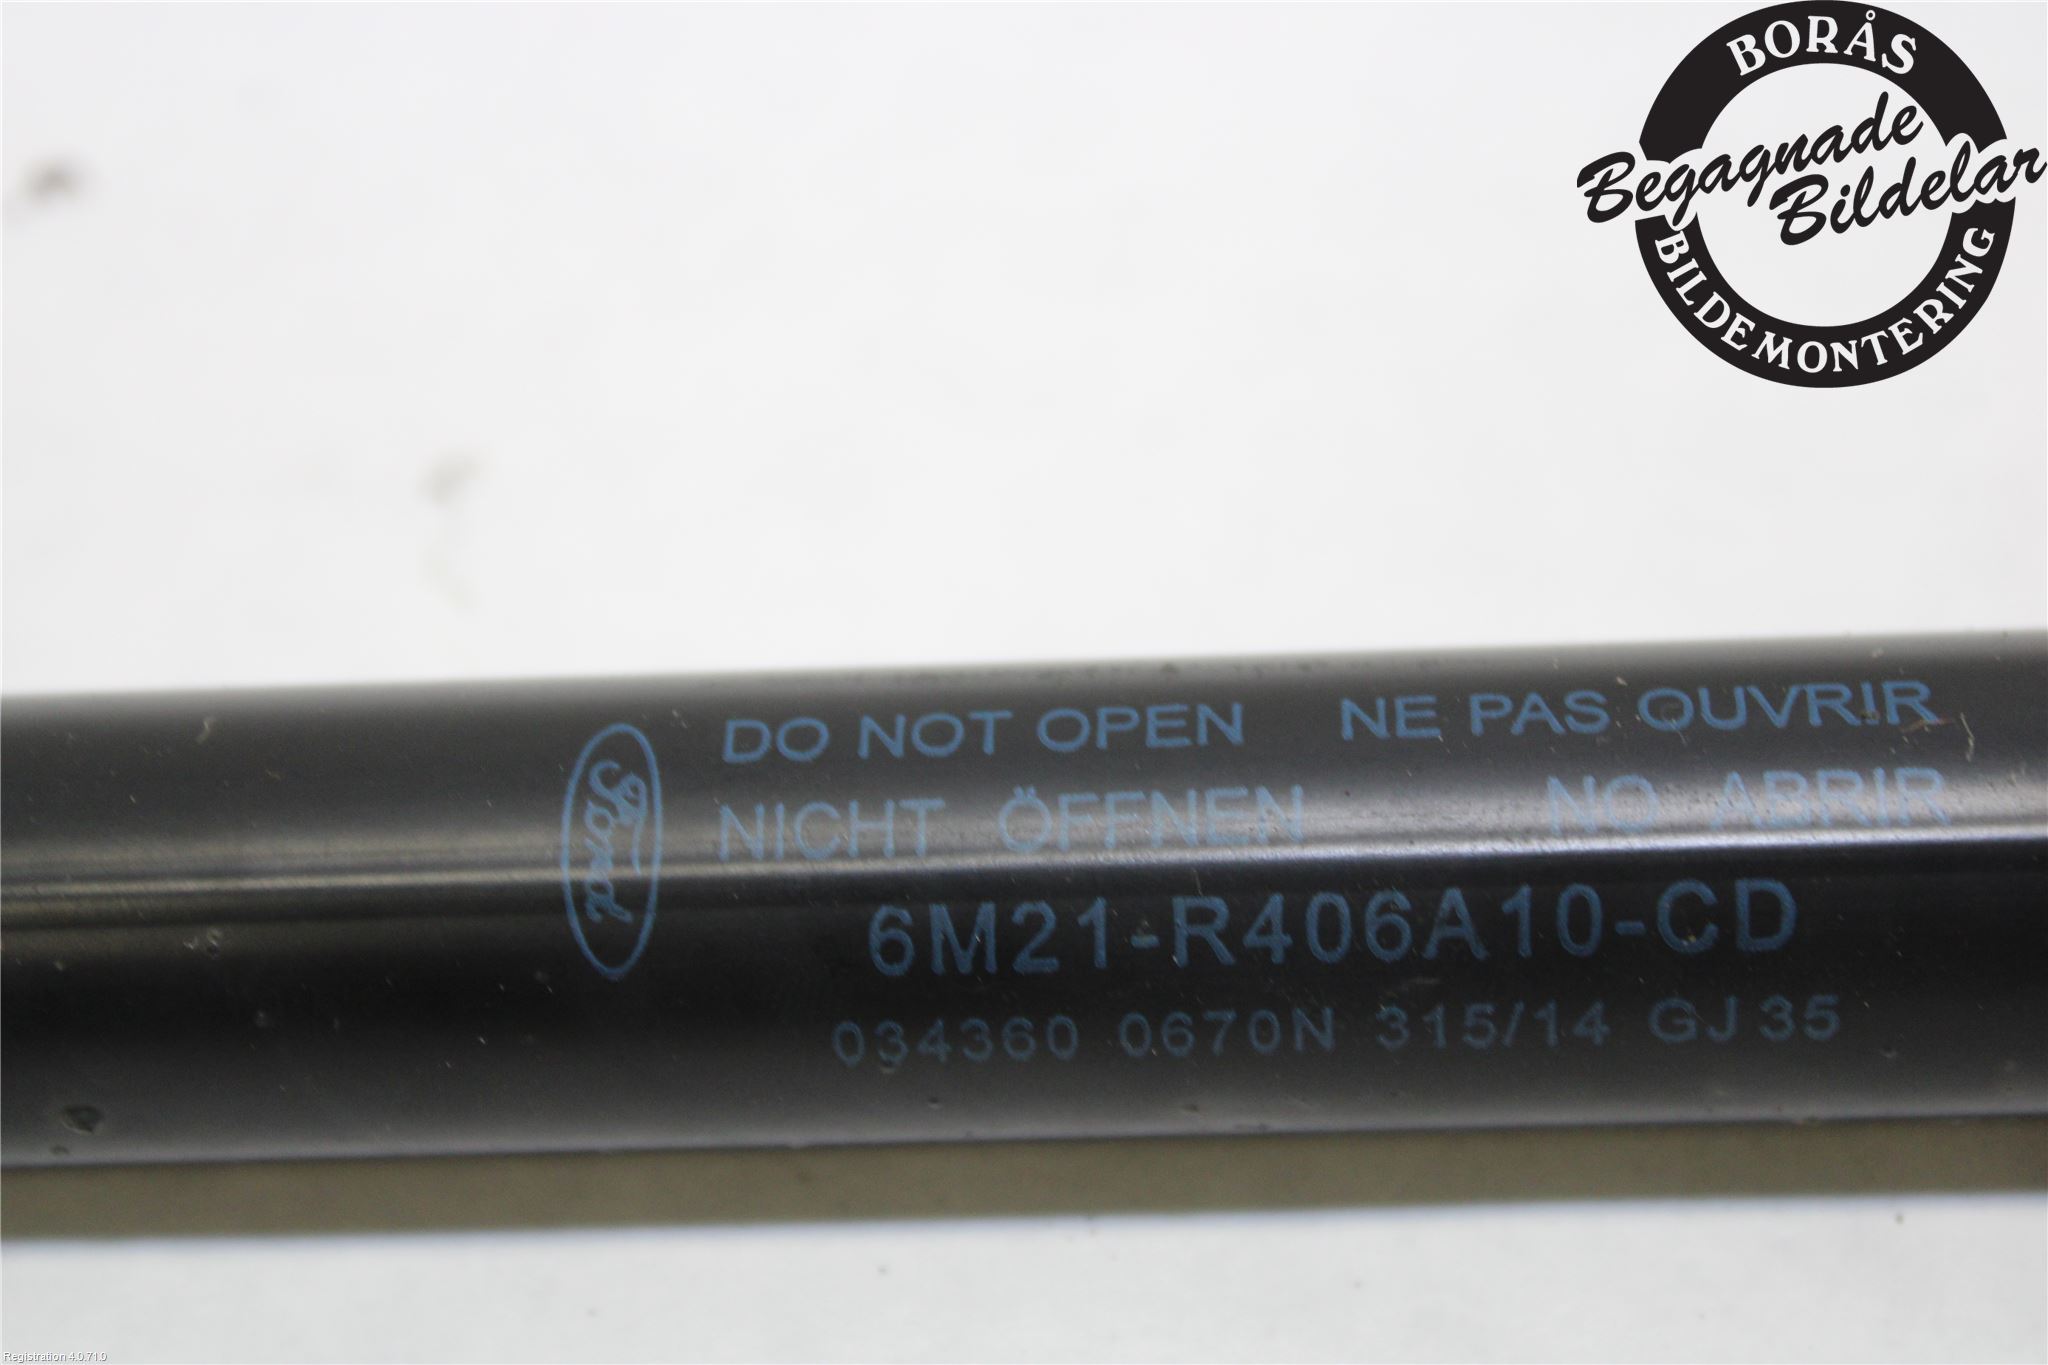 BORÅS
Begagnade
Bildelar
BILDEMONTERING
Ford
DO NOT OPEN NE PAS OUVRIR
NICHT ÖFFNEN NO ABRIR
6M21-R406A10-CD
034360 0670N 315/14 GJ35
Registration 4.0.71.0